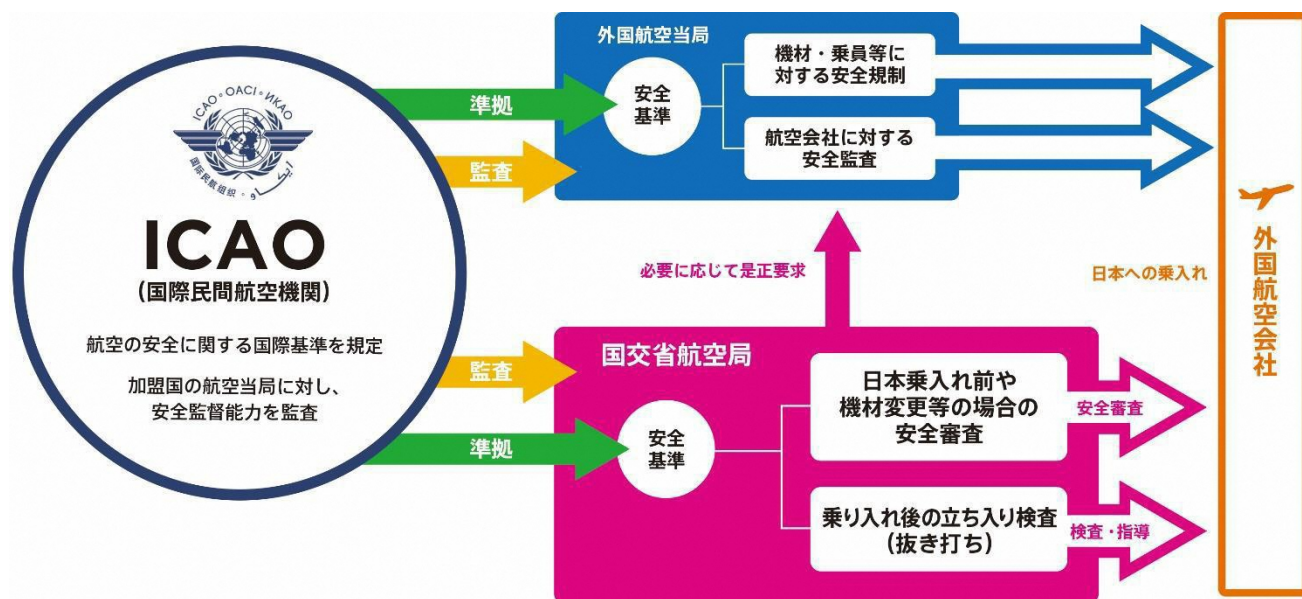 ICAO・OACI・ИКАО
国际民航组织・ايكاو
ICAO
(国際民間航空機関)
航空の安全に関する国際基準を規定
加盟国の航空当局に対し、
安全監督能力を監査
準拠
監査
外国航空当局
安全
基準
機材・乗員等に
対する安全規制
航空会社に対する
安全監査
必要に応じて是正要求
監査
準拠
国交省航空局
安全
基準
日本乗入れ前や
機材変更等の場合の
安全審査
乗り入れ後の立ち入り検査
(抜き打ち)
安全審査
検査・指導
日本への乗入れ
外国航空会社